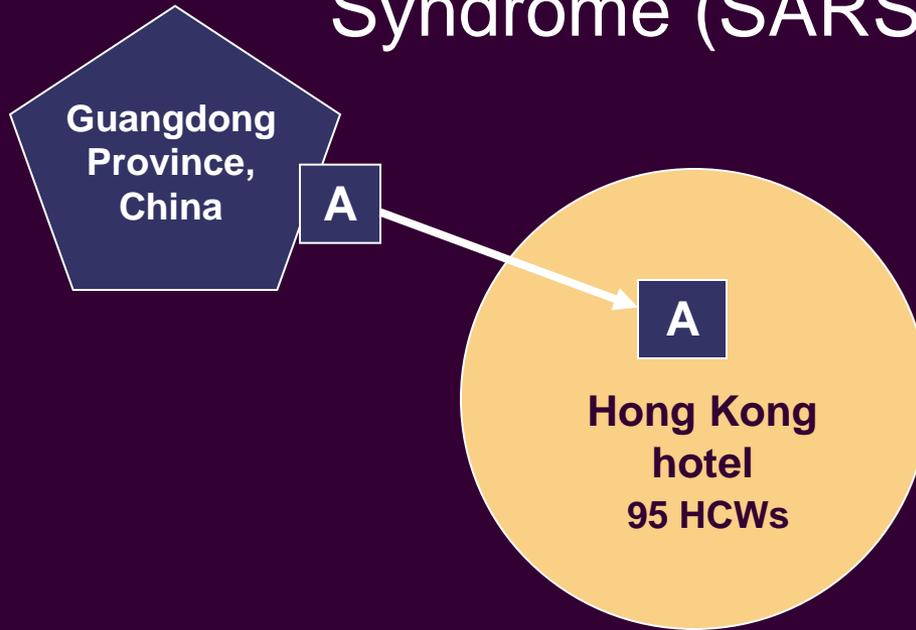 Syndrome (SARS
Guangdong
Province,
China
A
A
Hong Kong
hotel
95 HCWs